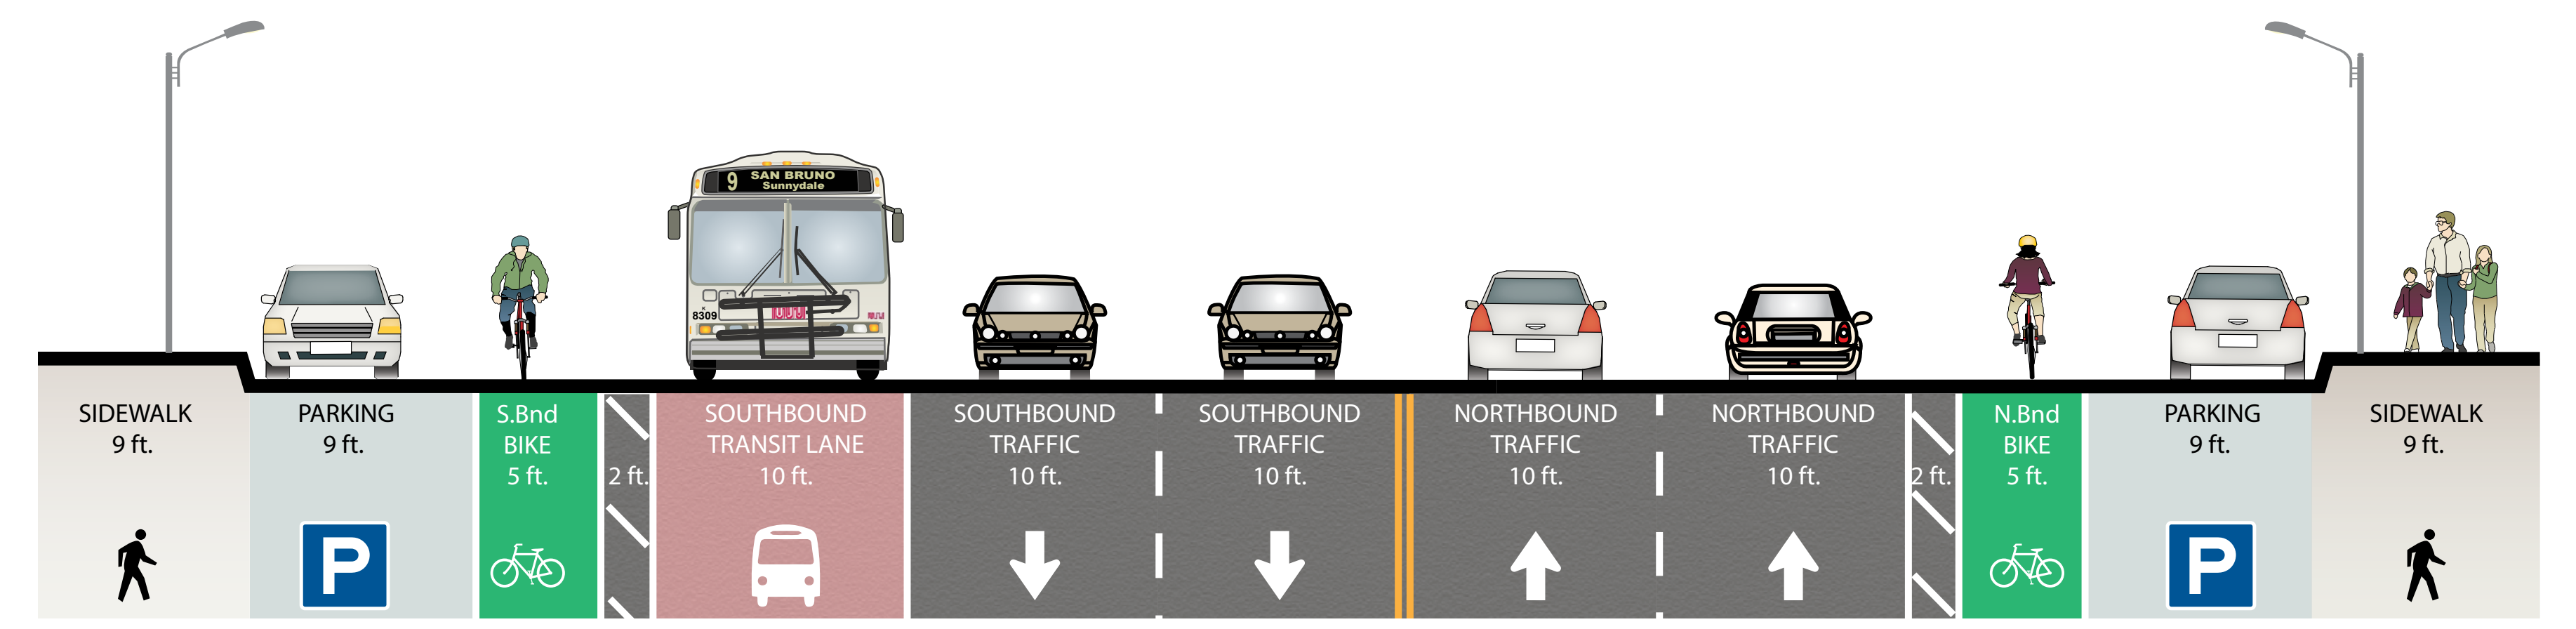 9 SAN BRUNO
Sunnydale
8309
SIDEWALK
9 ft.
PARKING
9 ft.
P
S.Bnd
BIKE
5 ft.
2 ft.
SOUTHBOUND
TRANSIT LANE
10 ft.
SOUTHBOUND
TRAFFIC
10 ft.
SOUTHBOUND
TRAFFIC
10 ft.
NORTHBOUND
TRAFFIC
10 ft.
NORTHBOUND
TRAFFIC
10 ft.
2 ft.
N.Bnd
BIKE
5 ft.
PARKING
9 ft.
P
SIDEWALK
9 ft.